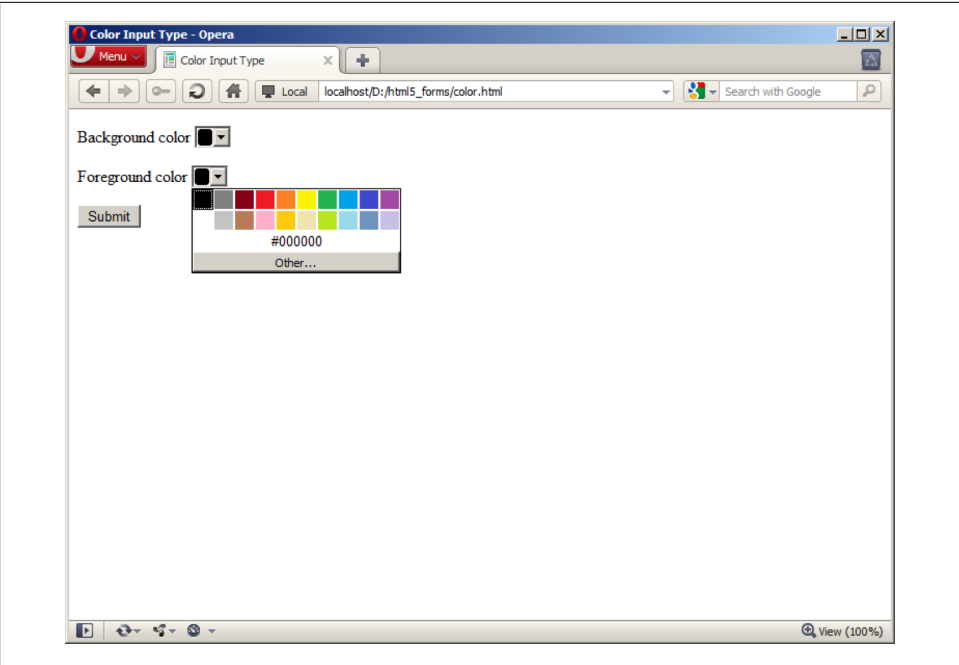 Color Input Type - Opera
Menu
Color Input Type
Local
localhost/D:/html5_forms/color.html
Search with Google
Background color
Foreground color
Submit
#000000
Other...
View (100%)